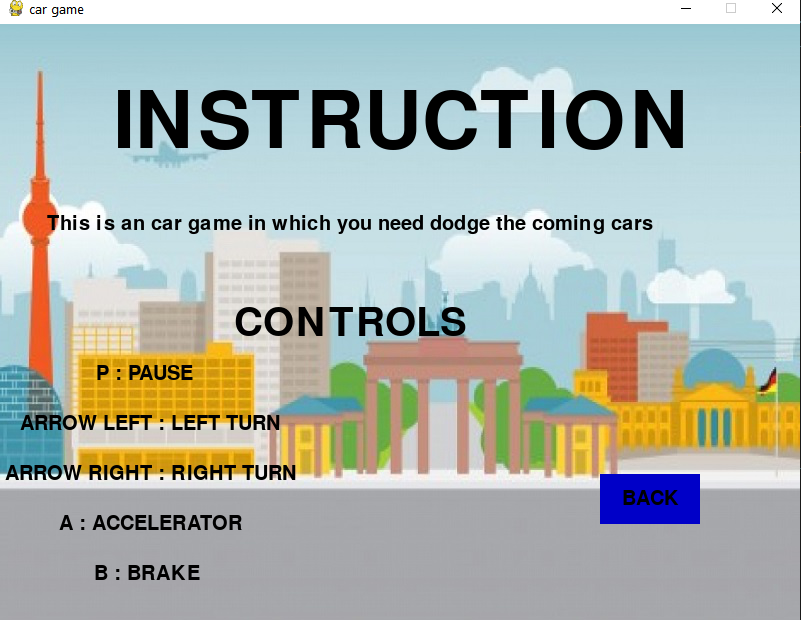 car game
INSTRUCTION
This is an car game in which you need dodge the coming cars
CONTROLS
P : PAUSE
ARROW LEFT : LEFT TURN
ARROW RIGHT : RIGHT TURN
BACK
A : ACCELERATOR
B : BRAKE